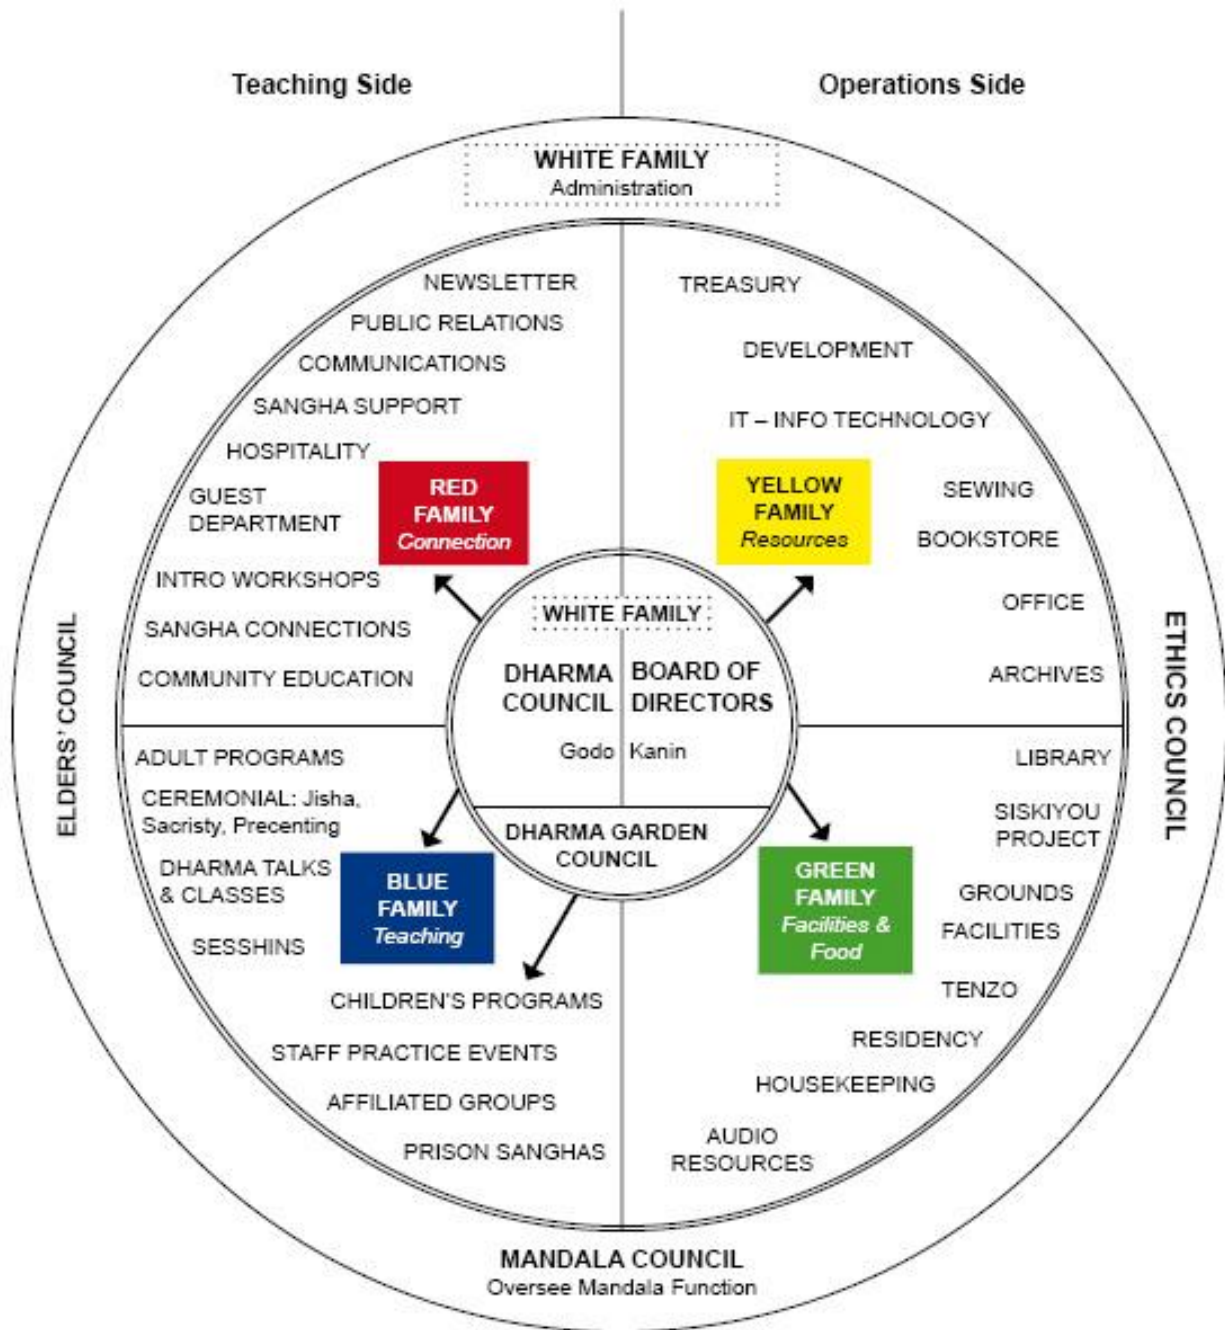 Teaching Side
Operations Side
WHITE FAMILY
Administration
NEWSLETTER
PUBLIC RELATIONS
COMMUNICATIONS
SANGHA SUPPORT
HOSPITALITY
GUEST
DEPARTMENT
INTRO WORKSHOPS
SANGHA CONNECTIONS
COMMUNITY EDUCATION
RED
FAMILY
Connection
TREASURY
DEVELOPMENT
IT – INFO TECHNOLOGY
SEWING
BOOKSTORE
OFFICE
ARCHIVES
YELLOW
FAMILY
Resources
WHITE FAMILY
DHARMA
COUNCIL
Godo
BOARD OF
DIRECTORS
Kanin
DHARMA GARDEN
COUNCIL
ELDERS' COUNCIL
ETHICS COUNCIL
ADULT PROGRAMS
CEREMONIAL: Jisha,
Sacristy, Precenting
DHARMA TALKS
& CLASSES
SESSHINS
BLUE
FAMILY
Teaching
CHILDREN'S PROGRAMS
STAFF PRACTICE EVENTS
AFFILIATED GROUPS
PRISON SANGHAS
LIBRARY
SISKIYOU
PROJECT
GROUNDS
FACILITIES
TENZO
RESIDENCY
HOUSEKEEPING
AUDIO
RESOURCES
GREEN
FAMILY
Facilities &
Food
MANDALA COUNCIL
Oversee Mandala Function